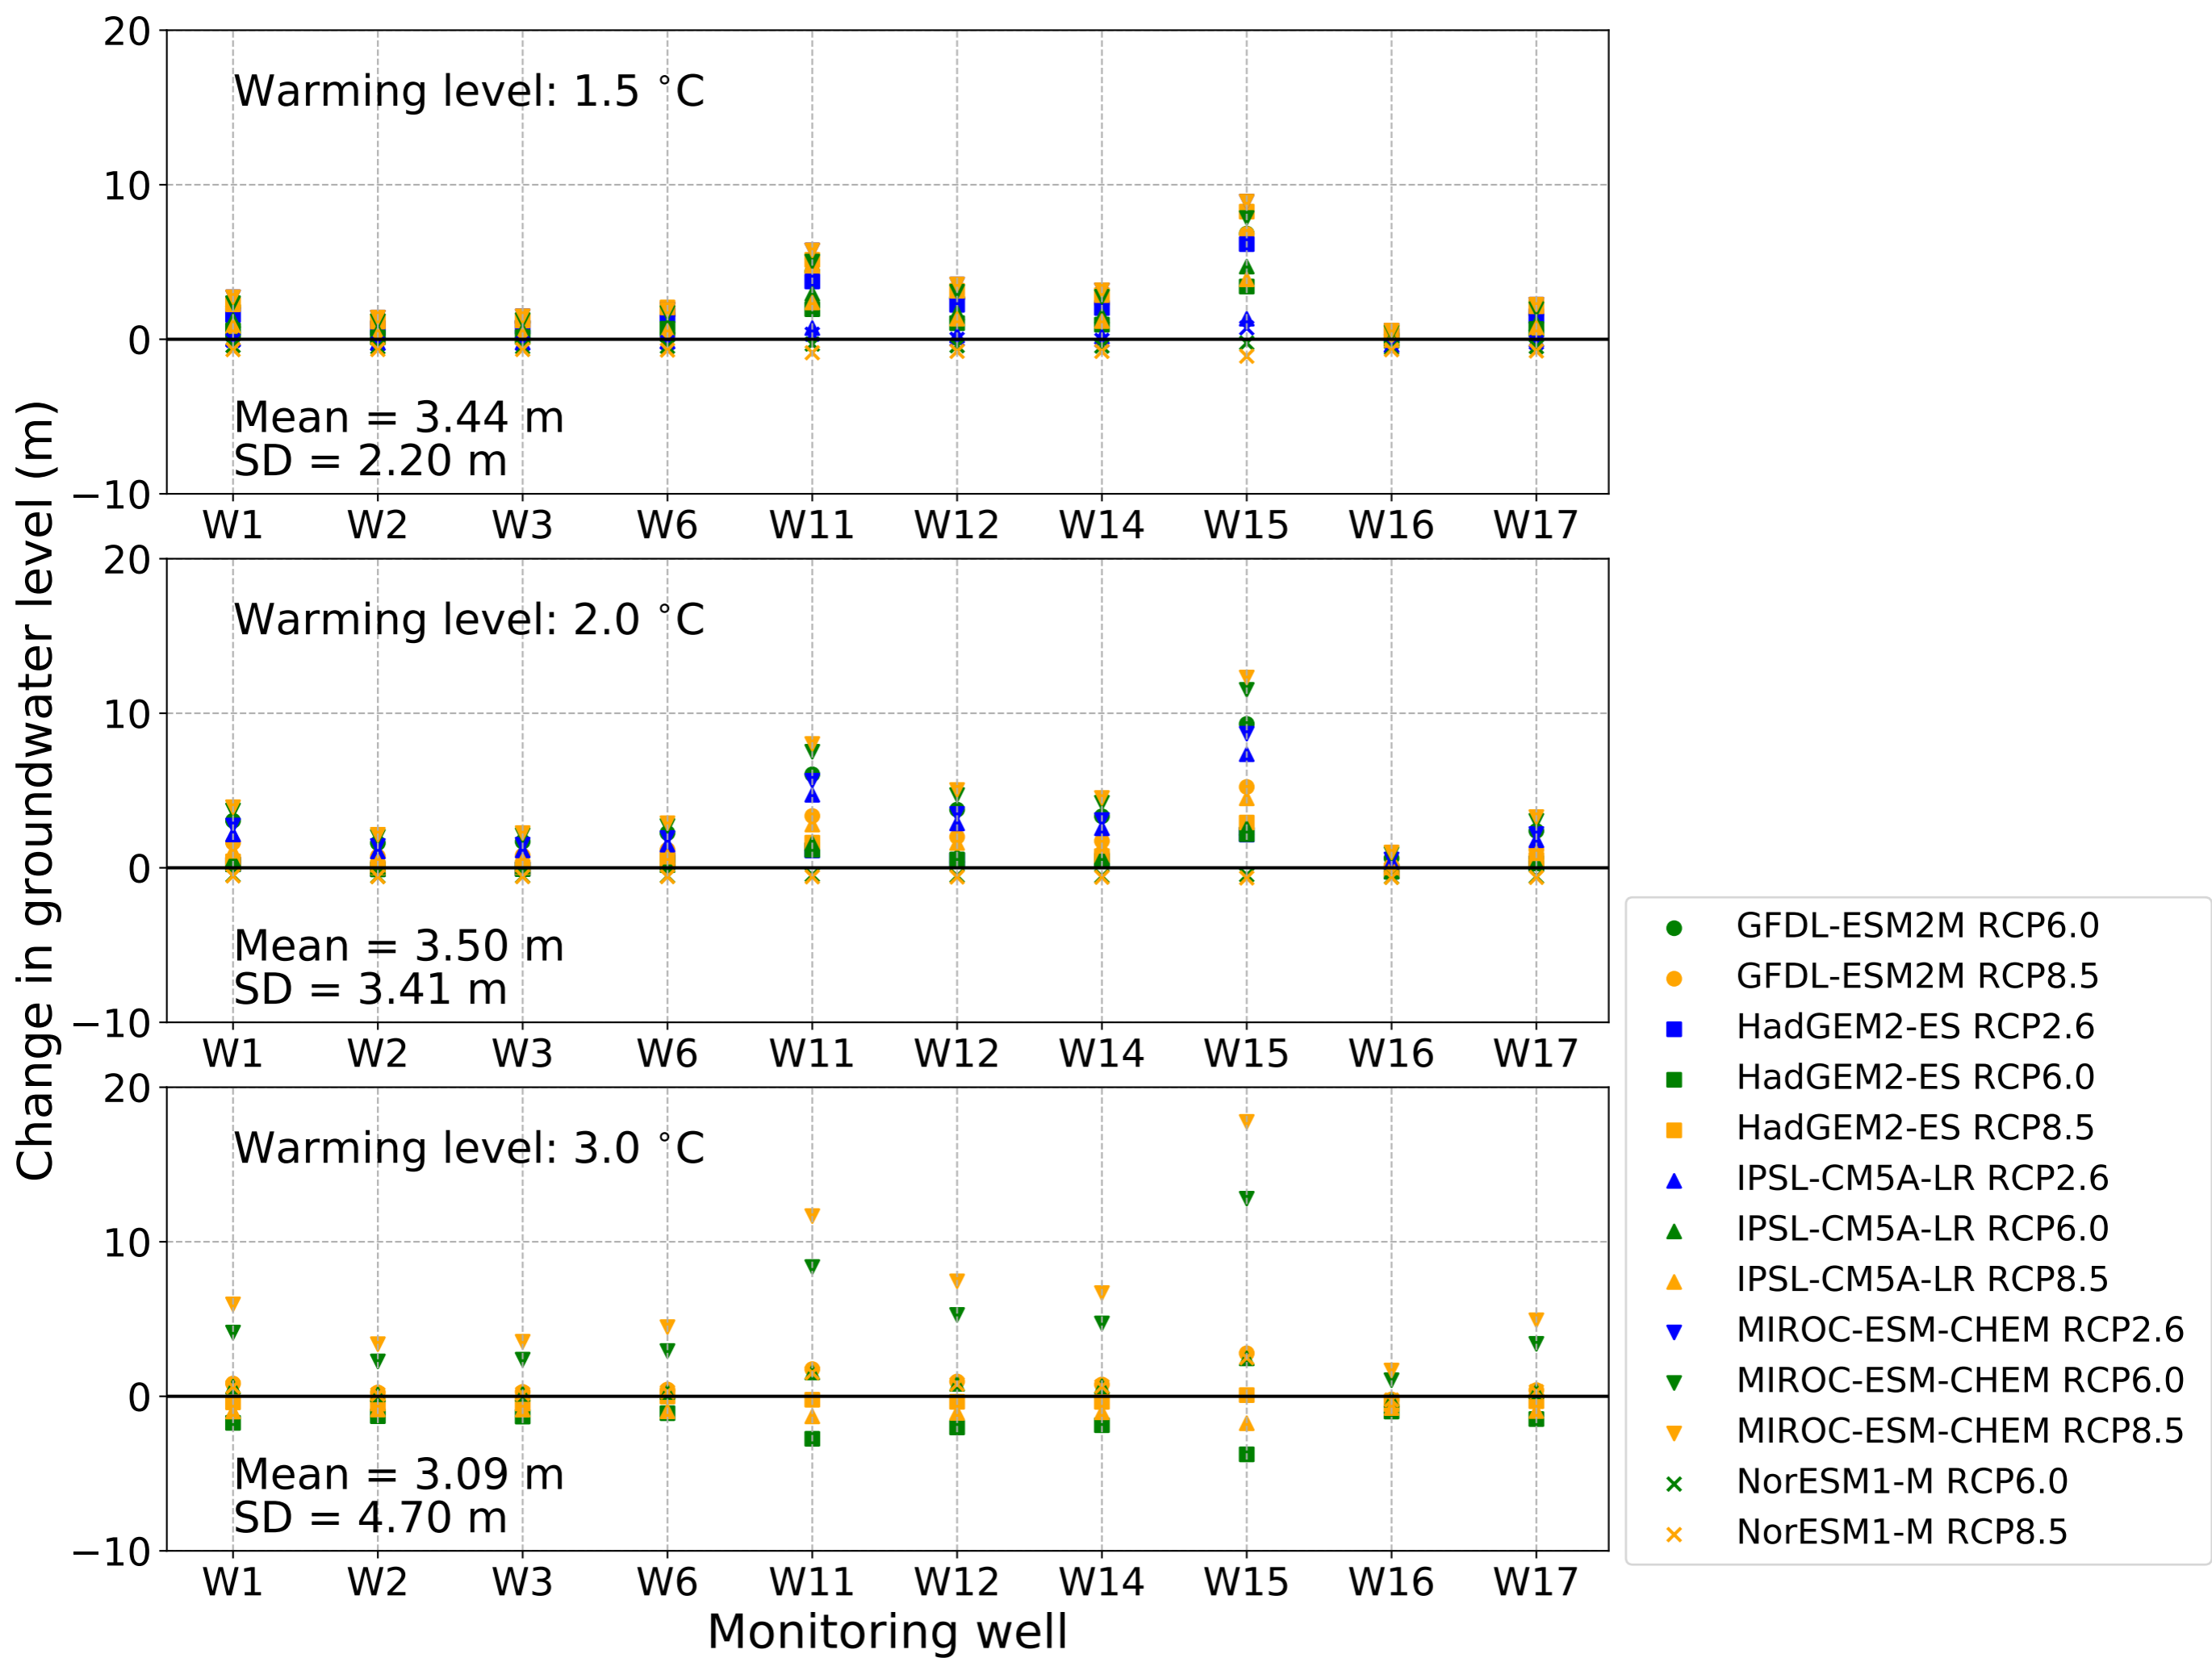 Change in groundwater level (m)
20
Warming level: 1.5 °C
10
0
Mean = 3.44 m
SD = 2.20 m
−10
W1 W2 W3 W6 W11 W12 W14 W15 W16 W17
20
Warming level: 2.0 °C
10
0
Mean = 3.50 m
SD = 3.41 m
−10
W1 W2 W3 W6 W11 W12 W14 W15 W16 W17
20
Warming level: 3.0 °C
10
0
Mean = 3.09 m
SD = 4.70 m
−10
W1 W2 W3 W6 W11 W12 W14 W15 W16 W17
Monitoring well
GFDL-ESM2M RCP6.0
GFDL-ESM2M RCP8.5
HadGEM2-ES RCP2.6
HadGEM2-ES RCP6.0
HadGEM2-ES RCP8.5
IPSL-CM5A-LR RCP2.6
IPSL-CM5A-LR RCP6.0
IPSL-CM5A-LR RCP8.5
MIROC-ESM-CHEM RCP2.6
MIROC-ESM-CHEM RCP6.0
MIROC-ESM-CHEM RCP8.5
NorESM1-M RCP6.0
NorESM1-M RCP8.5